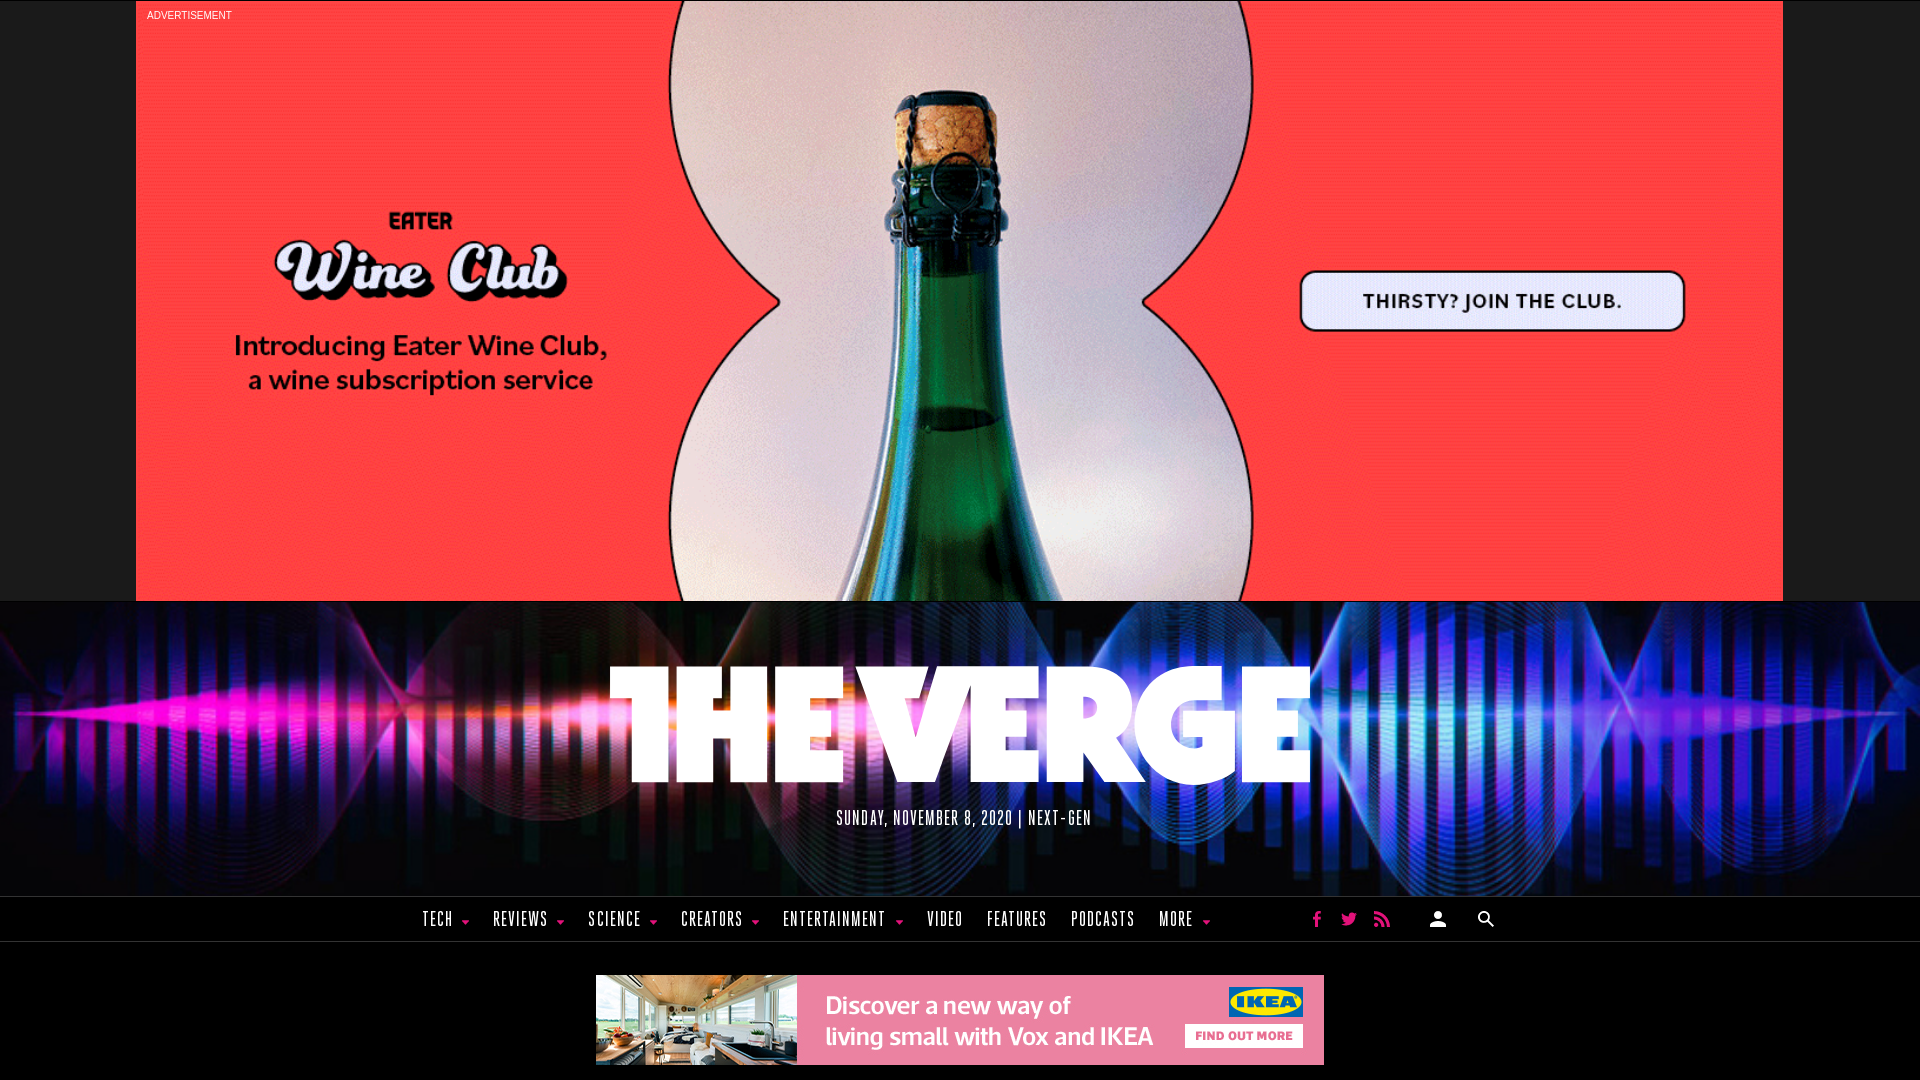 ADVERTISEMENT
EATER
Wine Club
Introducing Eater Wine Club,
a wine subscription service
THIRSTY? JOIN THE CLUB.
THE VERGE
SUNDAY, NOVEMBER 8, 2020 | NEXT-GEN
TECH REVIEWS SCIENCE CREATORS ENTERTAINMENT VIDEO FEATURES PODCASTS MORE
Discover a new way of
living small with Vox and IKEA
IKEA
FIND OUT MORE